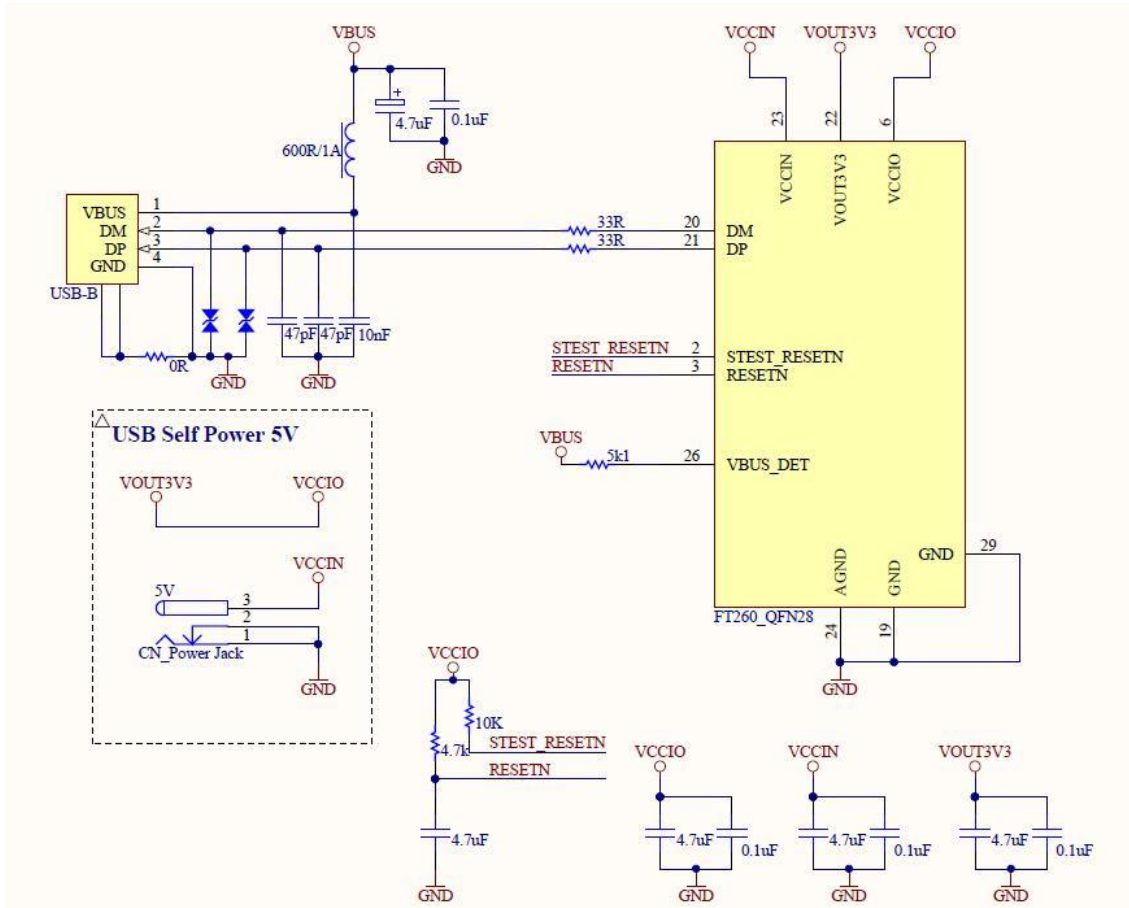 VBUS
VCCIN VOUT3V3 VCCIO
+
4.7uF 0.1uF
23 22 6
600R/1A
GND
VCCIN VOUT3V3 VCCIO
VBUS 1
DM 2 33R 20 DM
DP 3 33R 21 DP
GND 4
USB-B
47pF 47pF 10nF
STEST_RESETN 2 STEST_RESETN
RESETN 3 RESETN
0R
GND GND
USB Self Power 5V
VBUS
5k1 26 VBUS_DET
VOUT3V3 VCCIO
VCCIN
GND 29
AGND GND
5V
3
2
1
CN_Power Jack
FT260_QFN28
24 19
GND
VCCIO
GND
10K
4.7k STEST_RESETN
RESETN
VCCIO VCCIN VOUT3V3
4.7uF
4.7uF 0.1uF 4.7uF 0.1uF 4.7uF 0.1uF
GND GND GND GND